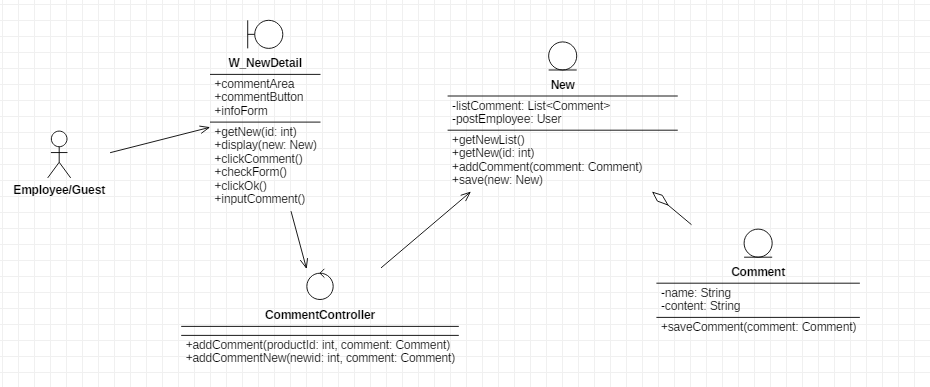 W_NewDetail
+commentArea
+commentButton
+infoForm
+getNew(id: int)
+display(new: New)
+clickComment()
+checkForm()
+clickOk()
+inputComment()
New
-listComment: List<Comment>
-postEmployee: User
+getNewList()
+getNew(id: int)
+addComment(comment: Comment)
+save(new: New)
Employee/Guest
CommentController
+addComment(productId: int, comment: Comment)
+addCommentNew(newid: int, comment: Comment)
Comment
-name: String
-content: String
+saveComment(comment: Comment)